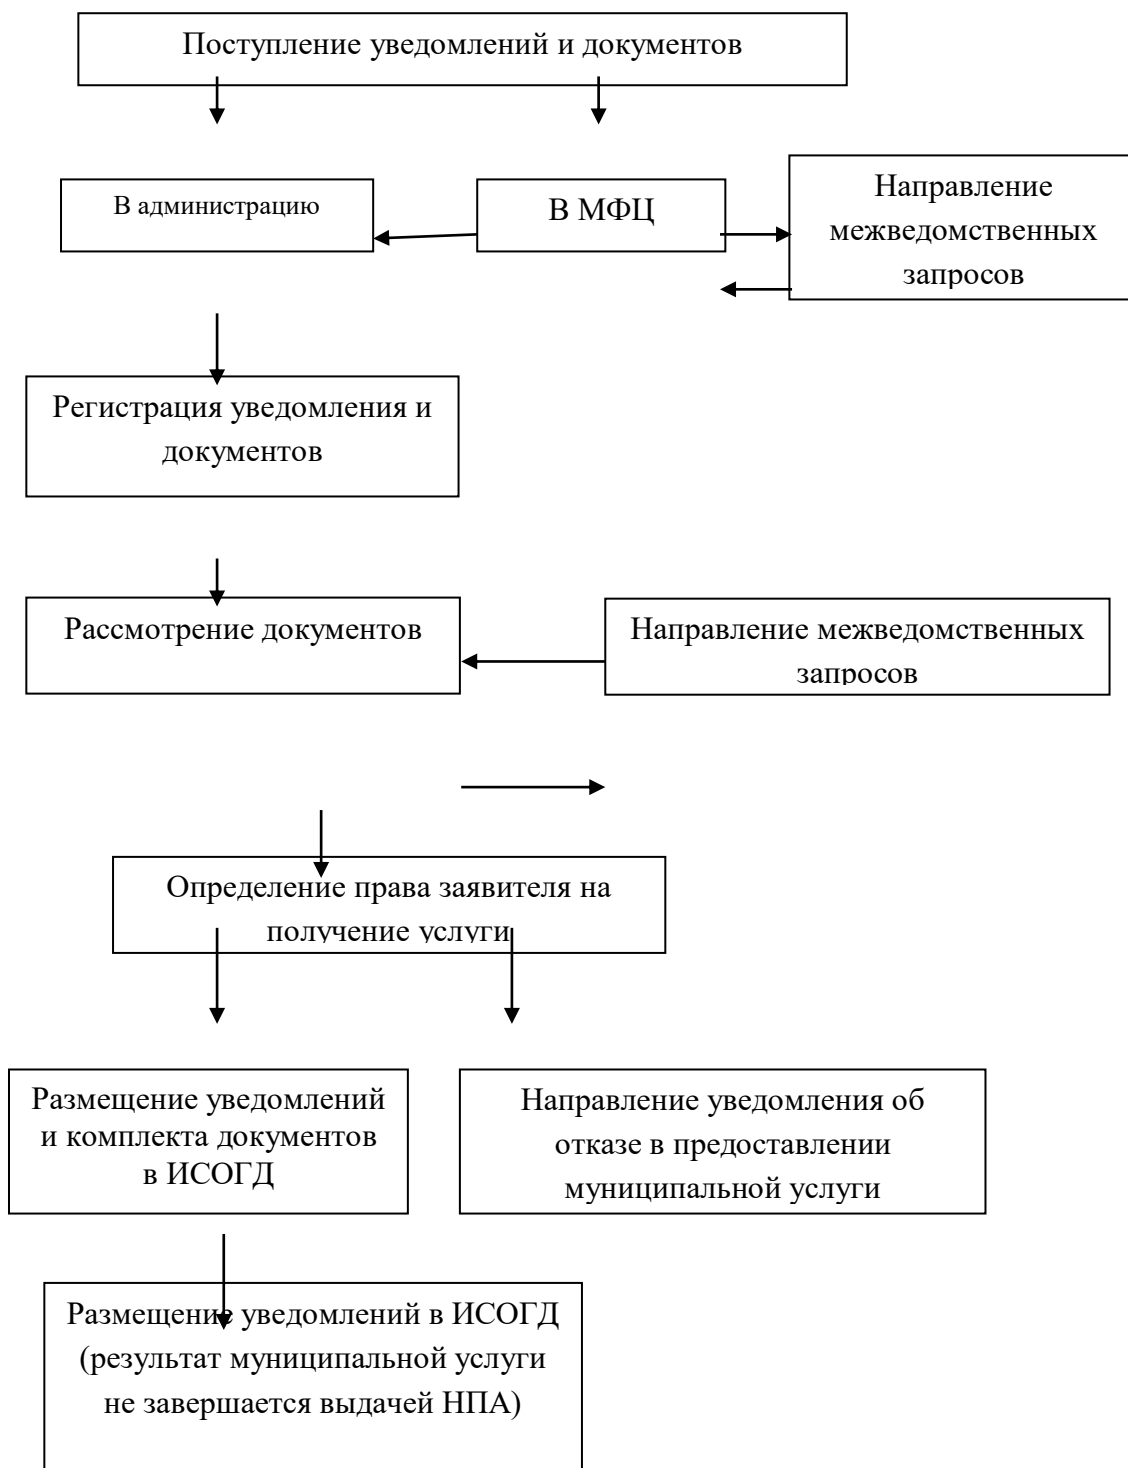 Поступление уведомлений и документов
В администрацию
В МФЦ
Направление
межведомственных
запросов
Регистрация уведомления и
документов
Рассмотрение документов
Направление межведомственных
запросов
Определение права заявителя на
получение услуги
Размещение уведомлений
и комплекта документов
в ИСОГД
Направление уведомления об
отказе в предоставлении
муниципальной услуги
Размещение уведомлений в ИСОГД
(результат муниципальной услуги
не завершается выдачей НПА)